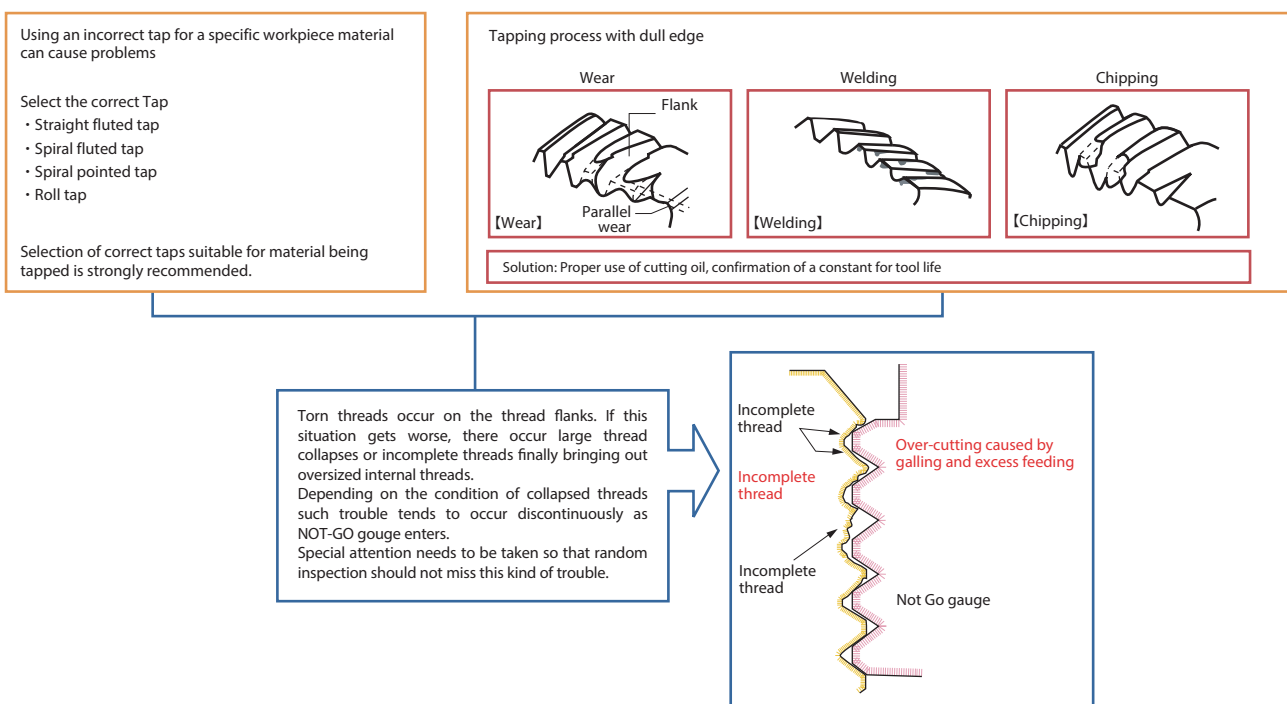 Using an incorrect tap for a specific workpiece material
can cause problems
Select the correct Tap
・Straight fluted tap
・Spiral fluted tap
・Spiral pointed tap
・Roll tap
Selection of correct taps suitable for material being
tapped is strongly recommended.
Tapping process with dull edge
Wear
Welding
Chipping
Flank
Parallel
wear
【Wear】
【Welding】
【Chipping】
Solution: Proper use of cutting oil, confirmation of a constant for tool life
Torn threads occur on the thread flanks. If this
situation gets worse, there occur large thread
collapses or incomplete threads finally bringing out
oversized internal threads.
Depending on the condition of collapsed threads
such trouble tends to occur discontinuously as
NOT-GO gouge enters.
Special attention needs to be taken so that random
inspection should not miss this kind of trouble.
Incomplete
thread
Incomplete
thread
Incomplete
thread
Over-cutting caused by
galling and excess feeding
Not Go gauge